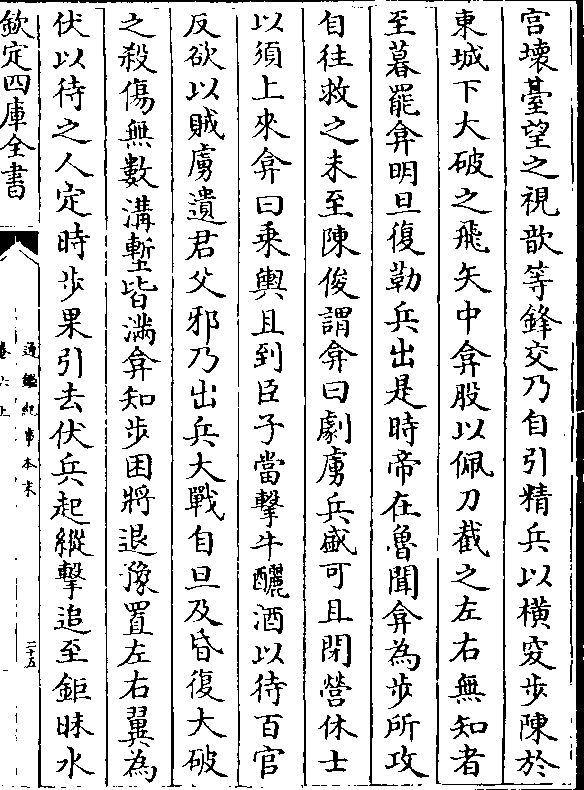 宫壞臺望之視歆等鋒交乃自引精兵以橫突步陳於
東城下大破之飛矢中弇股以佩刀截之左右無知者
至暮罷弇明旦復勒兵出是時帝在魯聞弇為步所攻
自往救之未至陳俊謂弇曰劇虜兵盛可且閉營休士
以須上來弇曰乘輿且到臣子當擊牛釃酒以待百官
反欲以賊虜遺君父邪乃出兵大戰自旦及昏復大破
之殺傷無數溝塹皆滿弇知步困將退豫置左右翼為
伏以待之人定時步果引去伏兵起縱擊追至鉅昧水
欽定四庫全書
通鑑紀事本末
卷六上
三十五